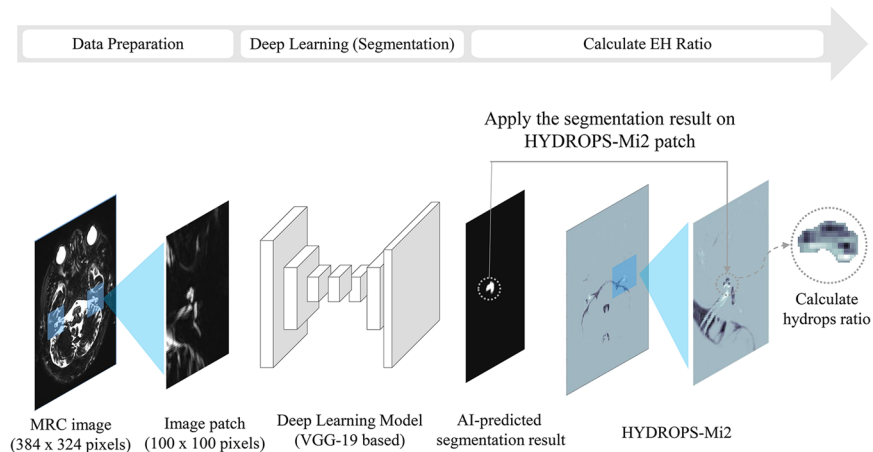 Data Preparation
Deep Learning (Segmentation)
Calculate EH Ratio
Apply the segmentation result on
HYDROPS-Mi2 patch
Calculate
hydrops ratio
MRC image
(384 x 324 pixels)
Image patch
(100 x 100 pixels)
Deep Learning Model
(VGG-19 based)
AI-predicted
segmentation result
HYDROPS-Mi2